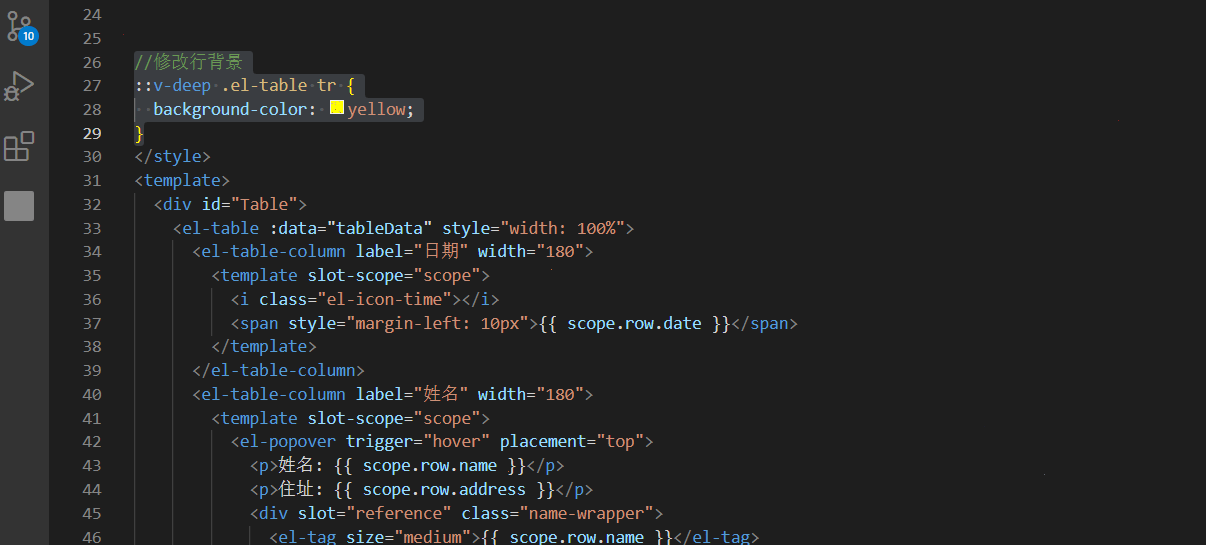 10
24
25
26 //修改行背景
27 ::v-deep .el-table tr {
28   background-color: yellow;
29 }
30 </style>
31 <template>
32   <div id="Table">
33     <el-table :data="tableData" style="width: 100%">
34       <el-table-column label="日期" width="180">
35         <template slot-scope="scope">
36           <i class="el-icon-time"></i>
37           <span style="margin-left: 10px">{{ scope.row.date }}</span>
38         </template>
39       </el-table-column>
40       <el-table-column label="姓名" width="180">
41         <template slot-scope="scope">
42           <el-popover trigger="hover" placement="top">
43             <p>姓名: {{ scope.row.name }}</p>
44             <p>住址: {{ scope.row.address }}</p>
45             <div slot="reference" class="name-wrapper">
46               <el-tag size="medium">{{ scope.row.name }}</el-tag>